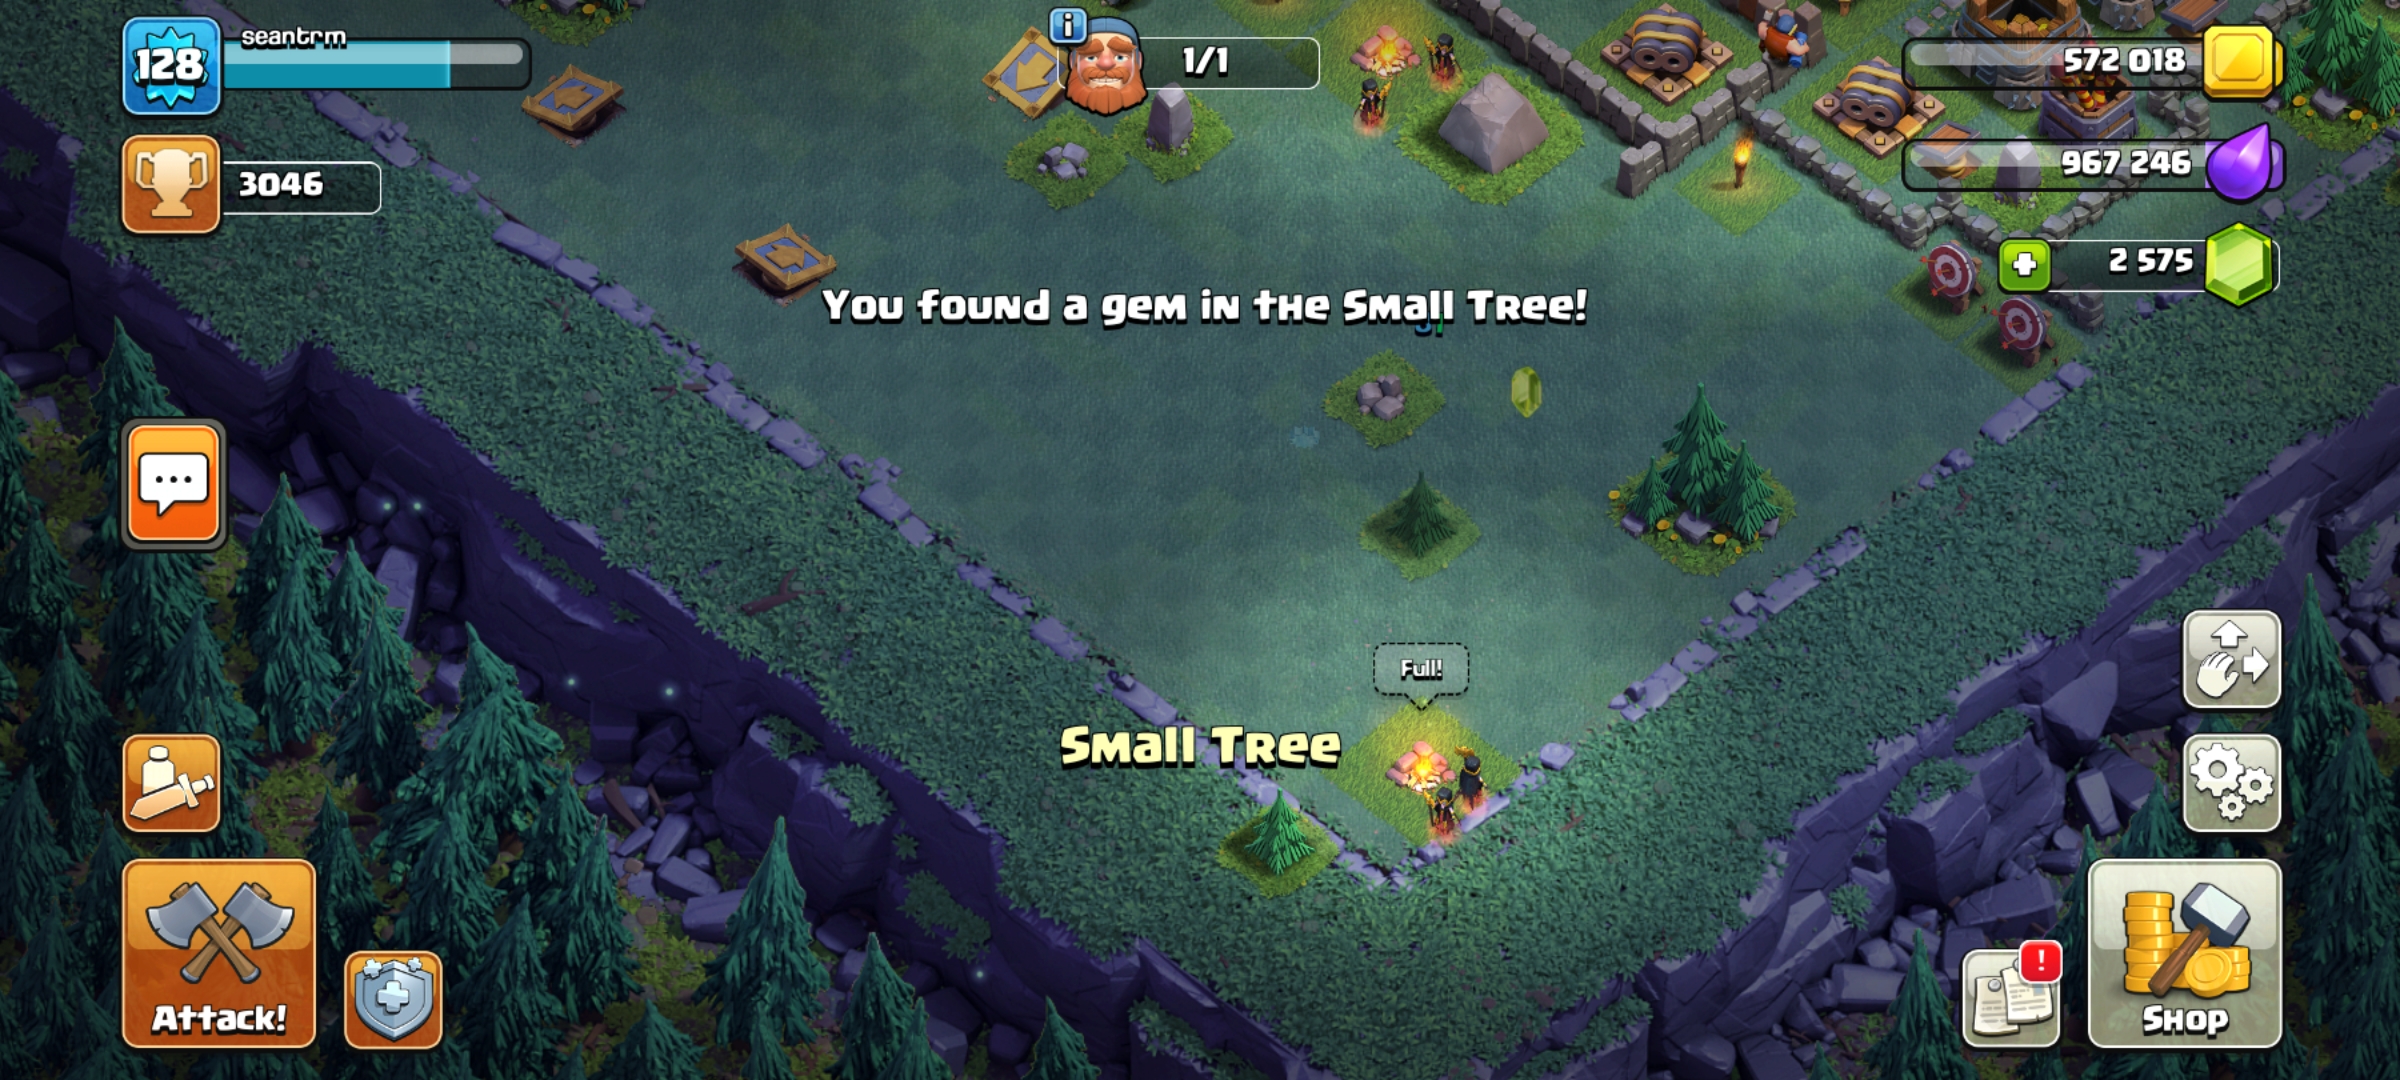 128
seantrm
1/1
572 018
3046
967 246
2 575
You found a gem in the Small Tree!
Full!
Small Tree
Attack!
!
Shop